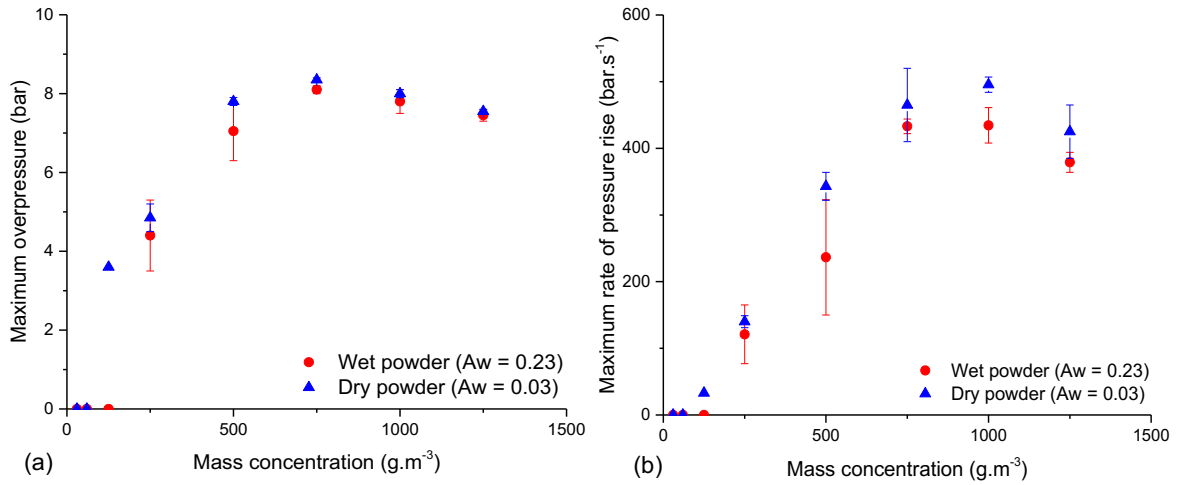 10
8
6
4
2
0
0
500
1000
1500
Maximum overpressure (bar)
Mass concentration (g.m⁻³)
Wet powder (Aw = 0.23)
Dry powder (Aw = 0.03)
(a)
600
400
200
0
0
500
1000
1500
Maximum rate of pressure rise (bar.s⁻¹)
Mass concentration (g.m⁻³)
Wet powder (Aw = 0.23)
Dry powder (Aw = 0.03)
(b)